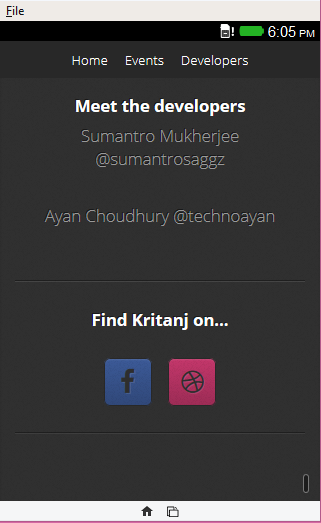 File
6:05 PM
Home Events Developers
Meet the developers
Sumantro Mukherjee
@sumantrosaggz
Ayan Choudhury @technoayan
Find Kritanj on...